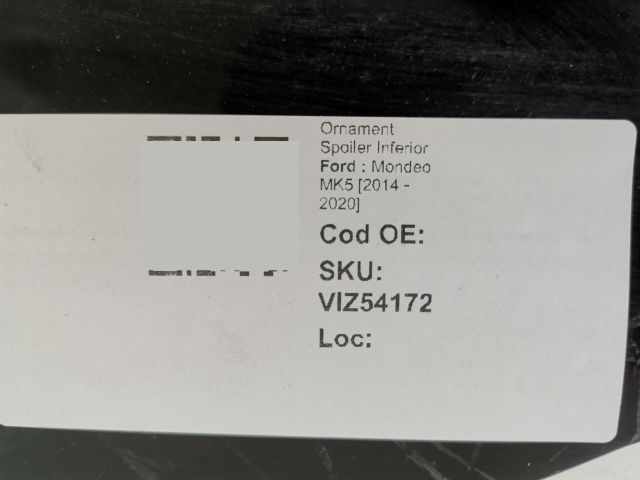 Ornament
Spoiler Inferior
Ford : Mondeo
MK5 [2014 -
2020]
Cod OE:
SKU:
VIZ54172
Loc: